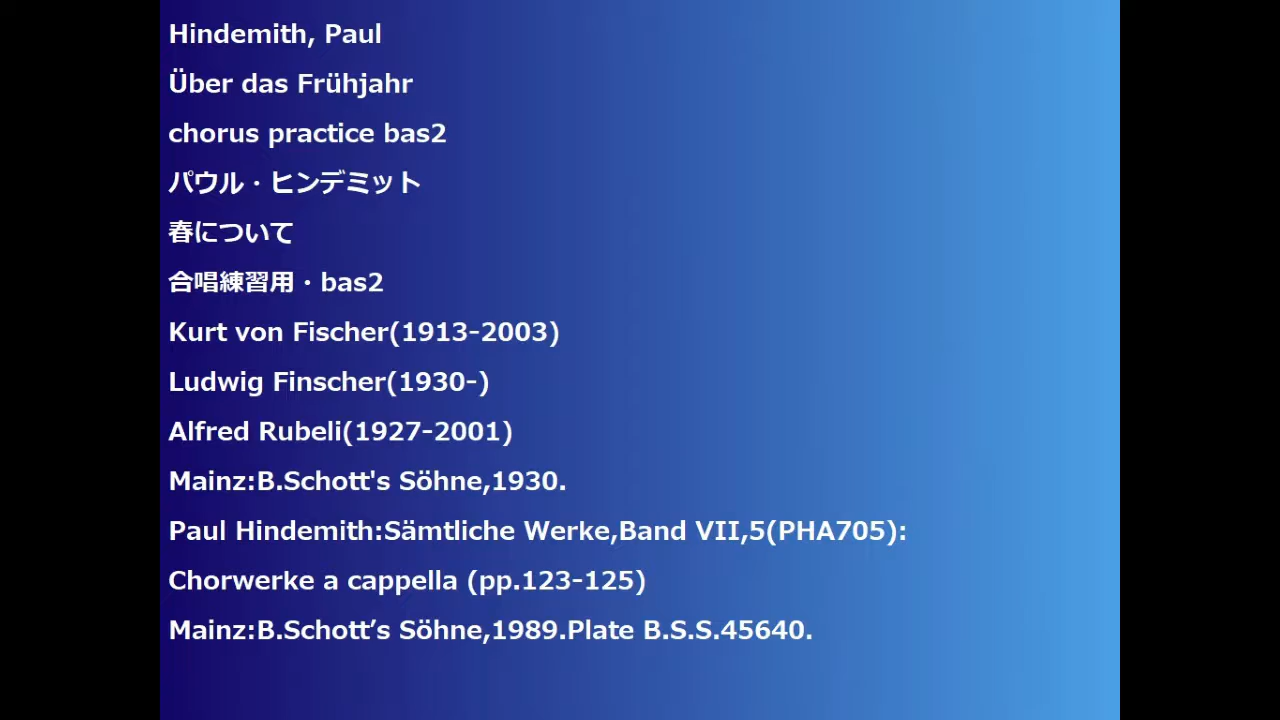 Hindemith, Paul
Über das Frühjahr
chorus practice bas2
パウル・ヒンデミット
春について
合唱練習用・bas2
Kurt von Fischer(1913-2003)
Ludwig Finscher(1930-)
Alfred Rubeli(1927-2001)
Mainz:B.Schott's Söhne,1930.
Paul Hindemith:Sämtliche Werke,Band VII,5(PHA705):
Chorwerke a cappella (pp.123-125)
Mainz:B.Schott’s Söhne,1989.Plate B.S.S.45640.